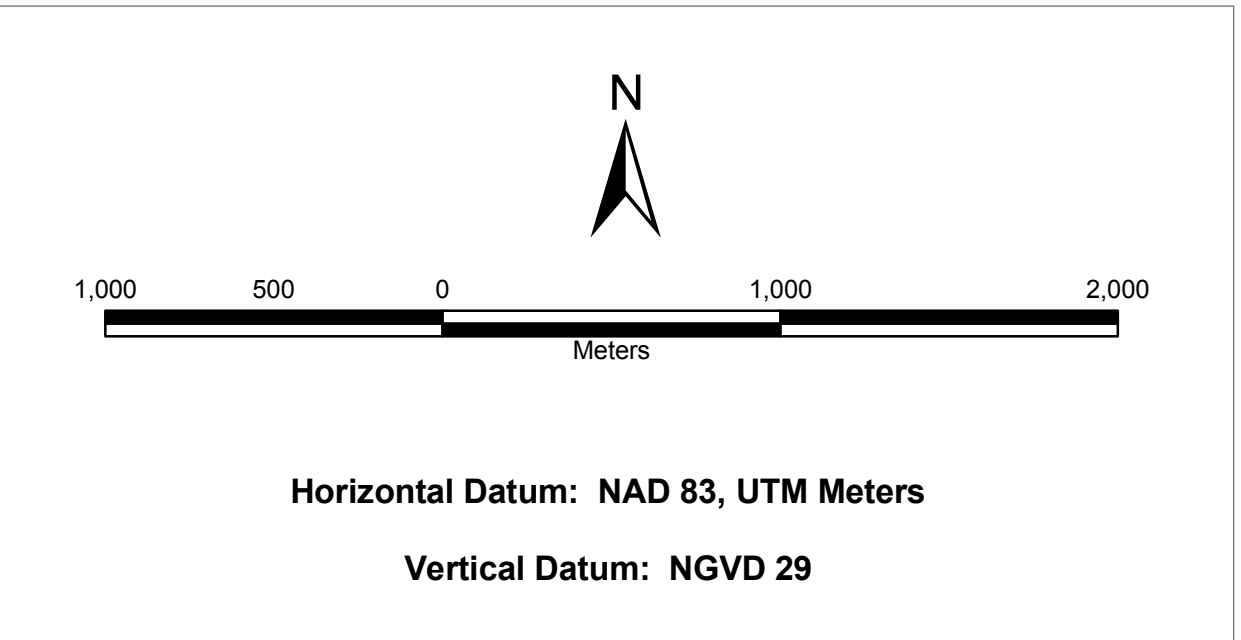 N
1,000 500 0 1,000 2,000
Meters
Horizontal Datum: NAD 83, UTM Meters
Vertical Datum: NGVD 29